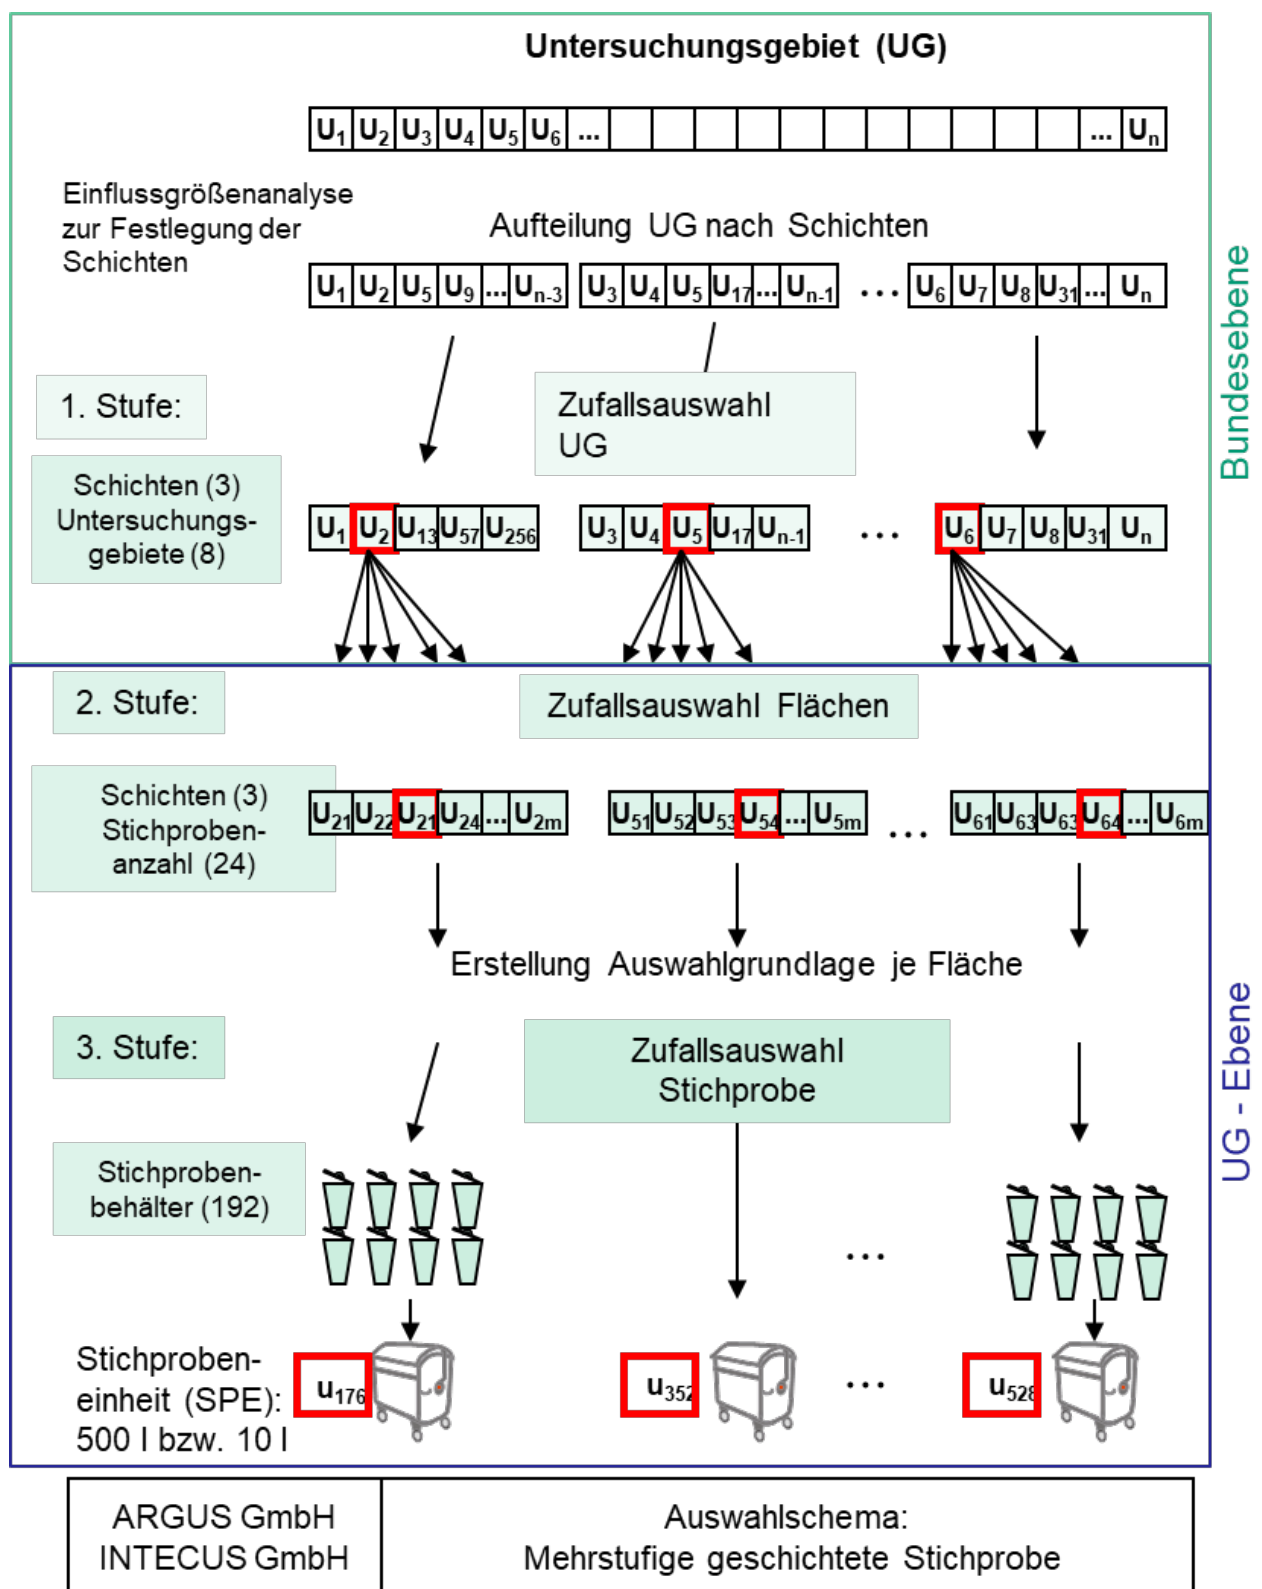 Untersuchungsgebiet (UG)
U1 U2 U3 U4 U5 U6 ... ... Un
Einflussgrößenanalyse
zur Festlegung der
Schichten
Aufteilung UG nach Schichten
U1 U2 U5 U9 ... Un-3 U3 U4 U5 U17 ... Un-1 ... U6 U7 U8 U31 ... Un
1. Stufe:
Zufallsauswahl
UG
Schichten (3)
Untersuchungs-
gebiete (8)
U1 U2 U13 U57 U256 U3 U4 U5 U17 Un-1 ... U6 U7 U8 U31 Un
Bundesebene
2. Stufe:
Zufallsauswahl Flächen
Schichten (3)
Stichproben-
anzahl (24)
U21 U22 U21 U24 ... U2m U51 U52 U53 U54 ... U5m ... U61 U63 U63 U64 ... U6m
Erstellung Auswahlgrundlage je Fläche
3. Stufe:
Zufallsauswahl
Stichprobe
Stichproben-
behälter (192)
...
Stichproben-
einheit (SPE):
500 l bzw. 10 l
u176 u352 ... u528
UG - Ebene
ARGUS GmbH
INTECUS GmbH
Auswahlschema:
Mehrstufige geschichtete Stichprobe